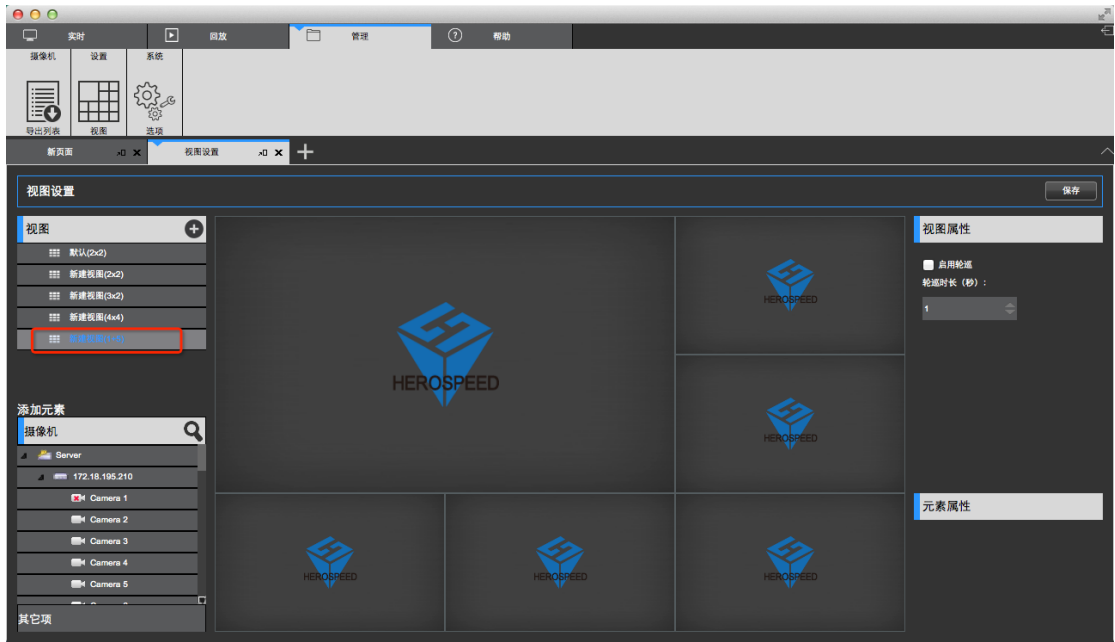 实时
回放
管理
帮助
摄像机
设置
系统
导出列表
视图
选项
新页面
视图设置
视图设置
保存
视图
默认(2x2)
新建视图(2x2)
新建视图(3x2)
新建视图(4x4)
添加元素
摄像机
Server
172.18.195.210
Camera 1
Camera 2
Camera 3
Camera 4
Camera 5
其它项
HEROSPEED
HEROSPEED
HEROSPEED
HEROSPEED
HEROSPEED
HEROSPEED
视图属性
启用轮巡
轮巡时长（秒）:
1
元素属性